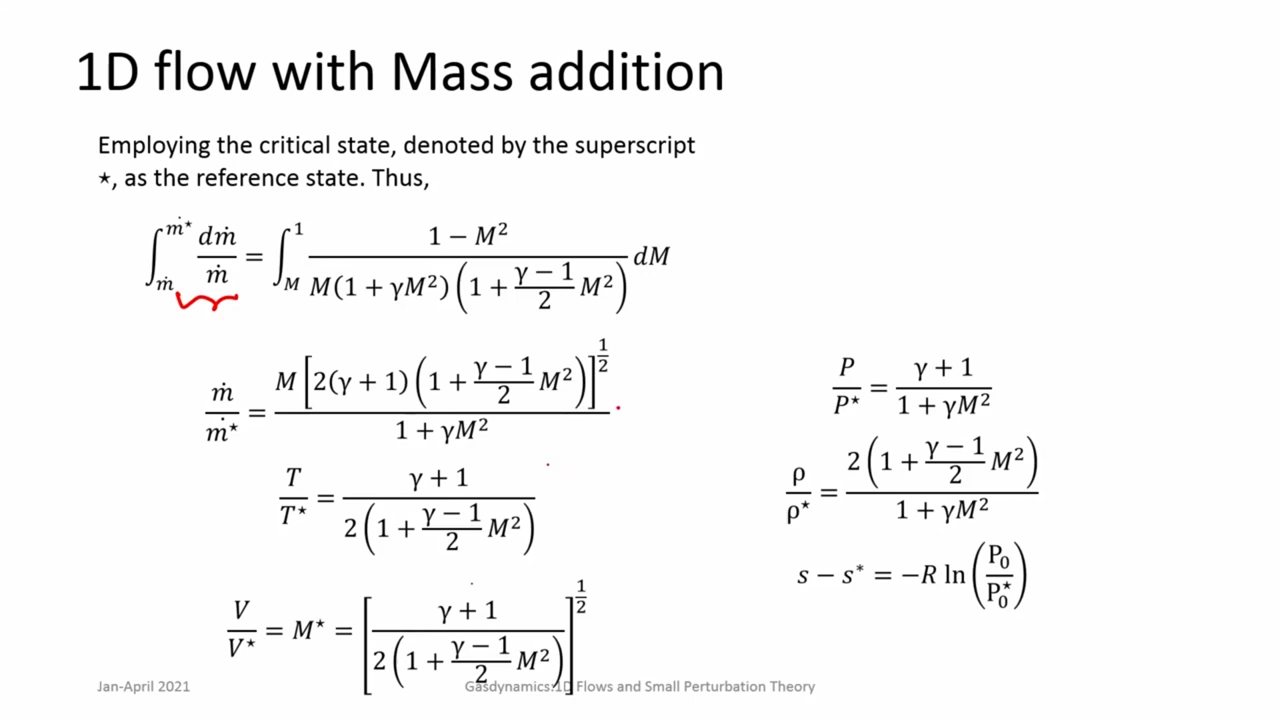 1D flow with Mass addition
Employing the critical state, denoted by the superscript
⋆, as the reference state. Thus,
∫_ṁ^ṁ⋆ dṁ/ṁ = ∫_M^1 (1 − M²) / (M(1 + γM²)(1 + (γ − 1)/2 M²)) dM
ṁ/ṁ⋆ = M[2(γ + 1)(1 + (γ − 1)/2 M²)]^(1/2) / (1 + γM²)
P/P⋆ = (γ + 1)/(1 + γM²)
T/T⋆ = (γ + 1) / (2(1 + (γ − 1)/2 M²))
ρ/ρ⋆ = 2(1 + (γ − 1)/2 M²) / (1 + γM²)
s − s* = −R ln(P₀/P₀⋆)
V/V⋆ = M⋆ = [(γ + 1) / (2(1 + (γ − 1)/2 M²))]^(1/2)
Jan-April 2021
Gasdynamics:1D Flows and Small Perturbation Theory